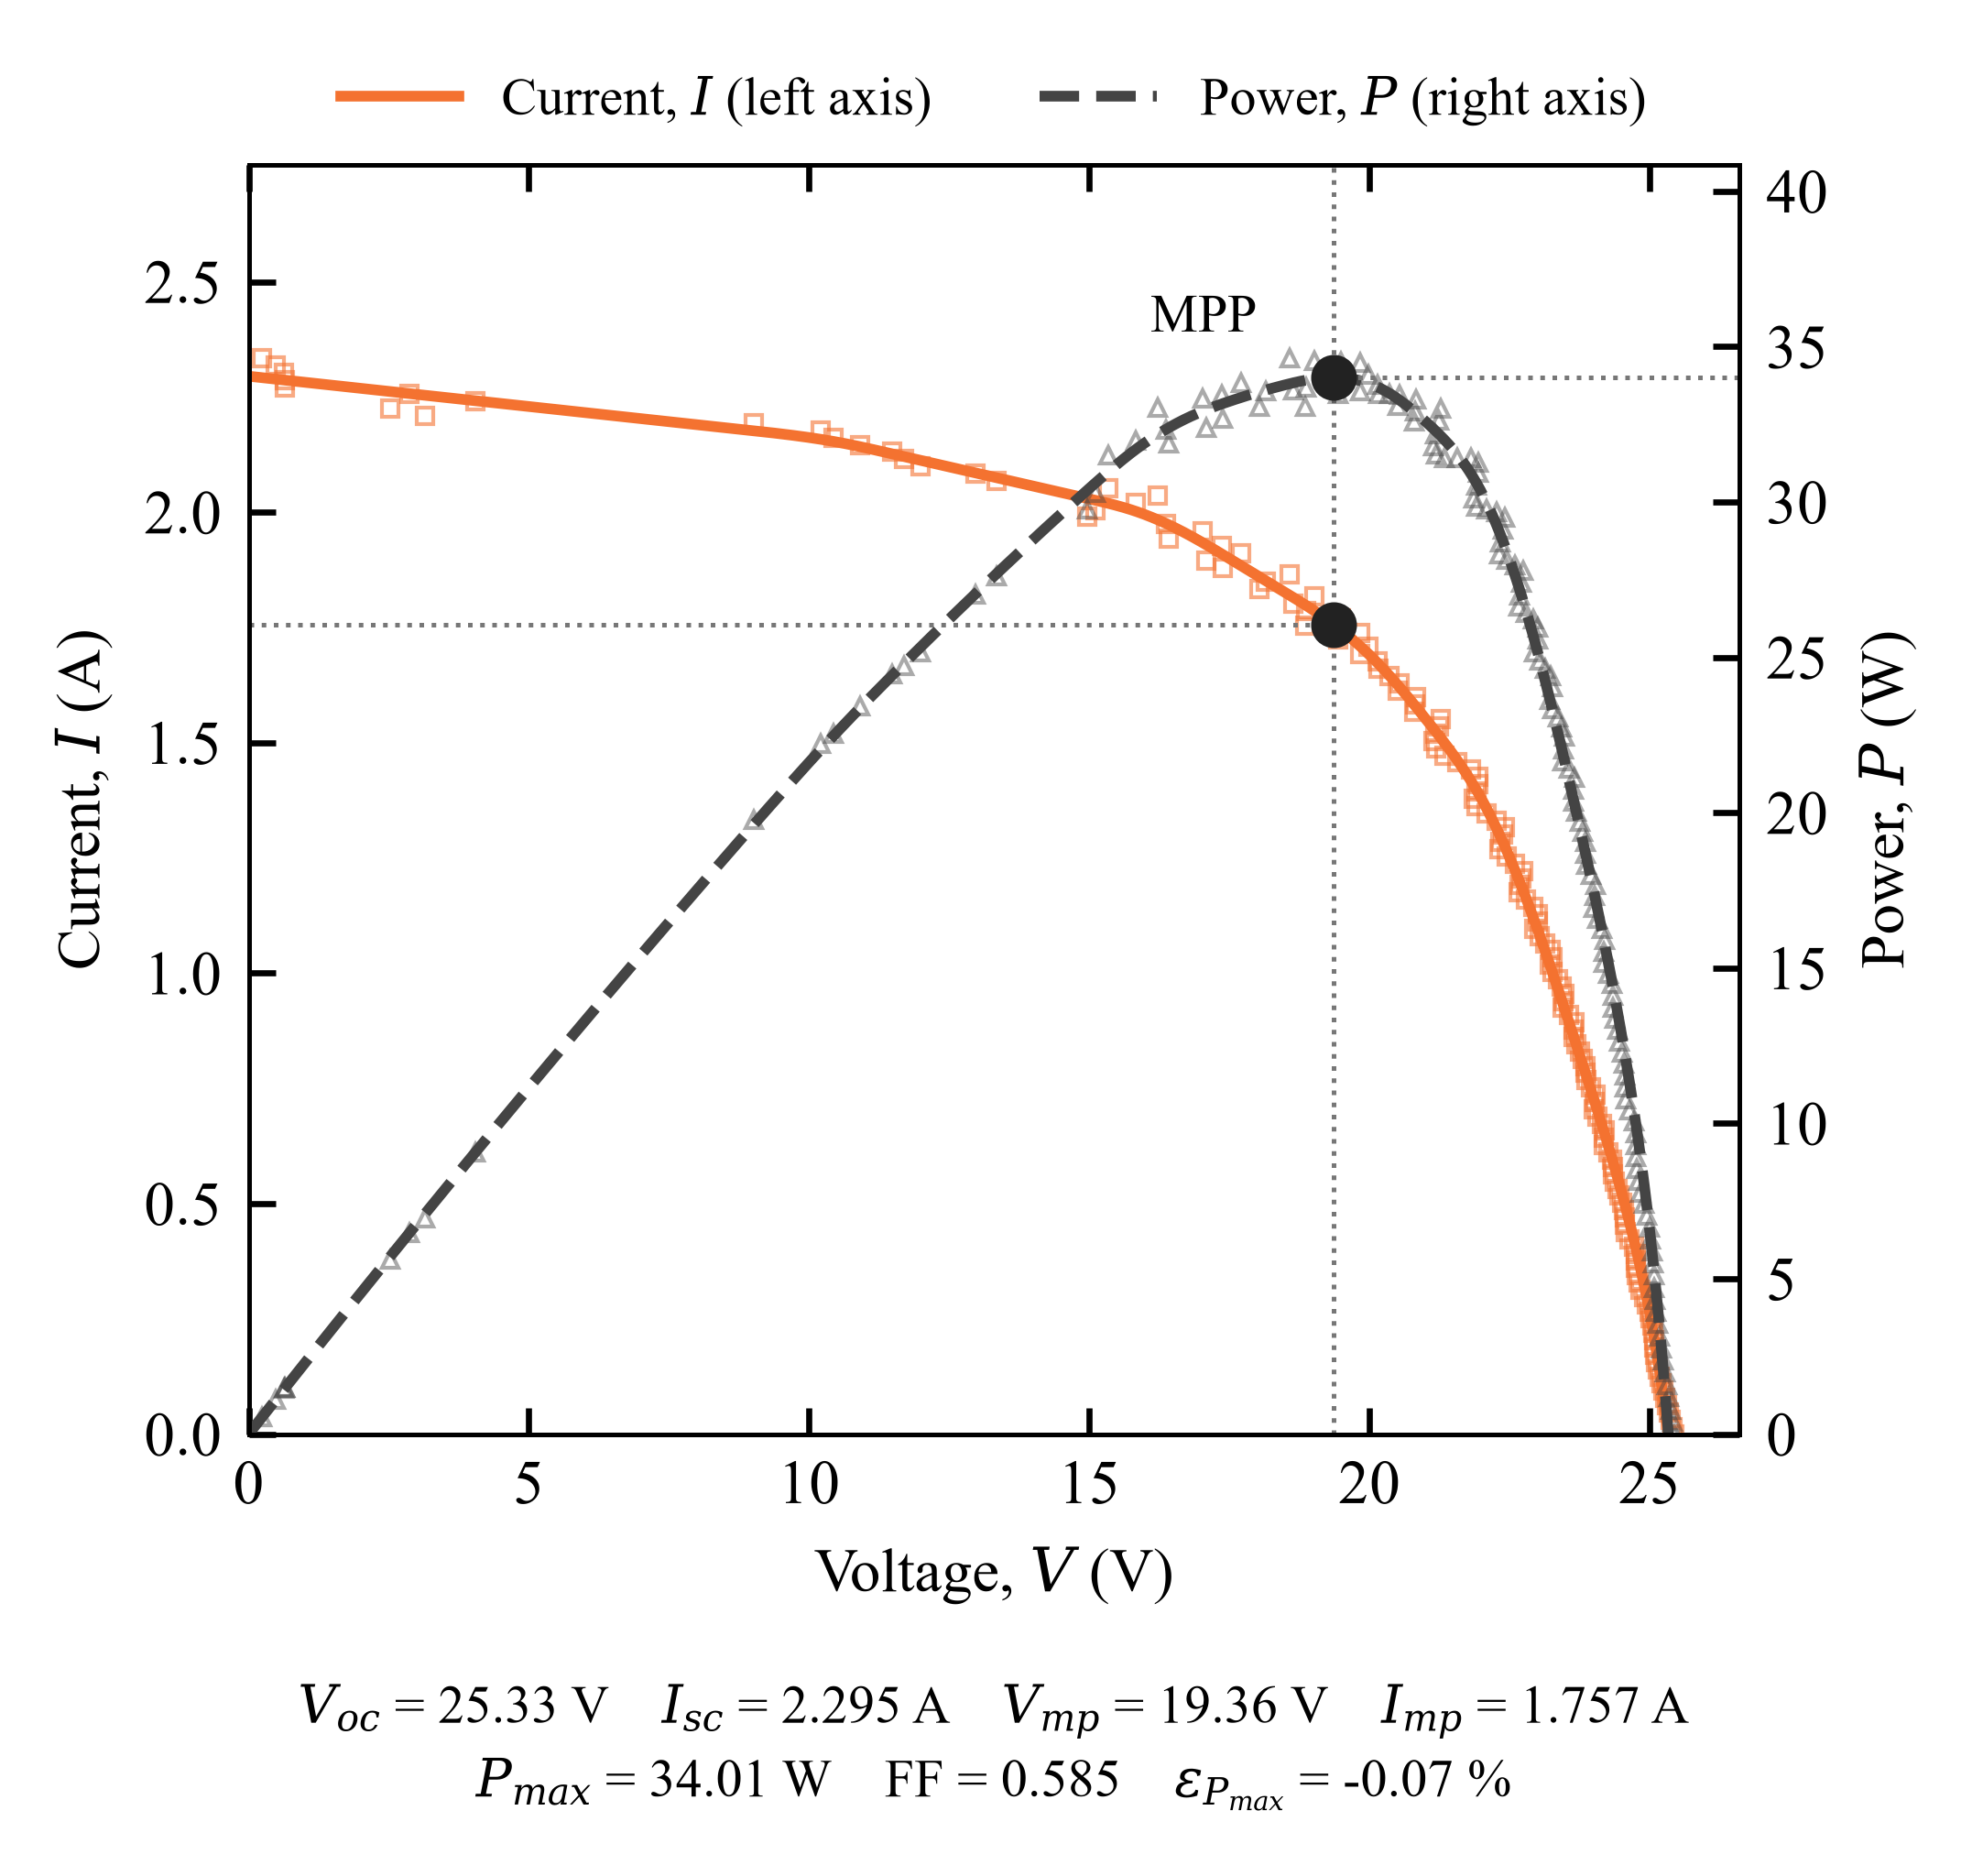 Current, I (left axis) Power, P (right axis)
MPP
Current, I (A)
2.5
2.0
1.5
1.0
0.5
0.0
40
35
30
25
20
15
10
5
0
Power, P (W)
0 5 10 15 20 25
Voltage, V (V)
V_oc = 25.33 V I_sc = 2.295 A V_mp = 19.36 V I_mp = 1.757 A
P_max = 34.01 W FF = 0.585 ε_P_max = -0.07 %